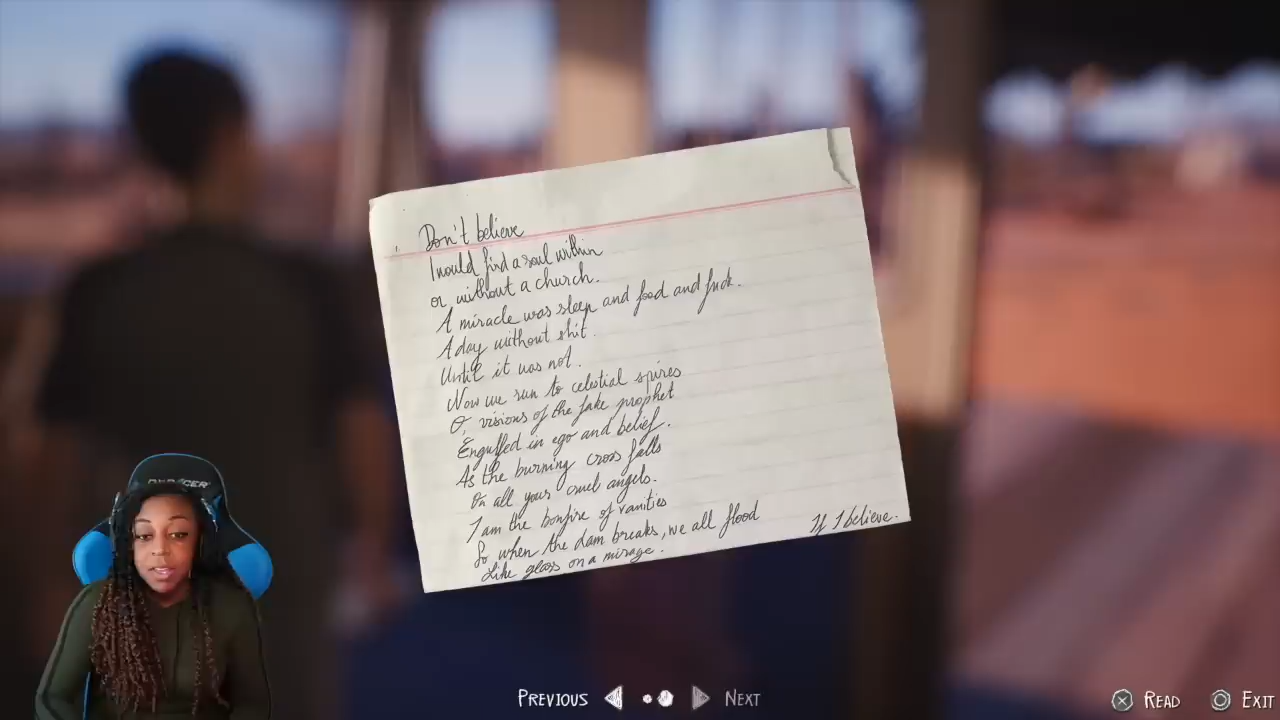 DXRACER
Don't believe
I would find a soul within
or without a church.
A miracle was sleep and food and fuck.
A day without shit.
Until it was not.
Now we run to celestial spires
O, visions of the fake prophet
Engulfed in ego and belief.
As the burning cross falls
On all your cruel angels.
I am the bonfire of vanities
So when the dam breaks, we all flood
Like glass on a mirage.
If I believe.
PREVIOUS NEXT
READ EXIT